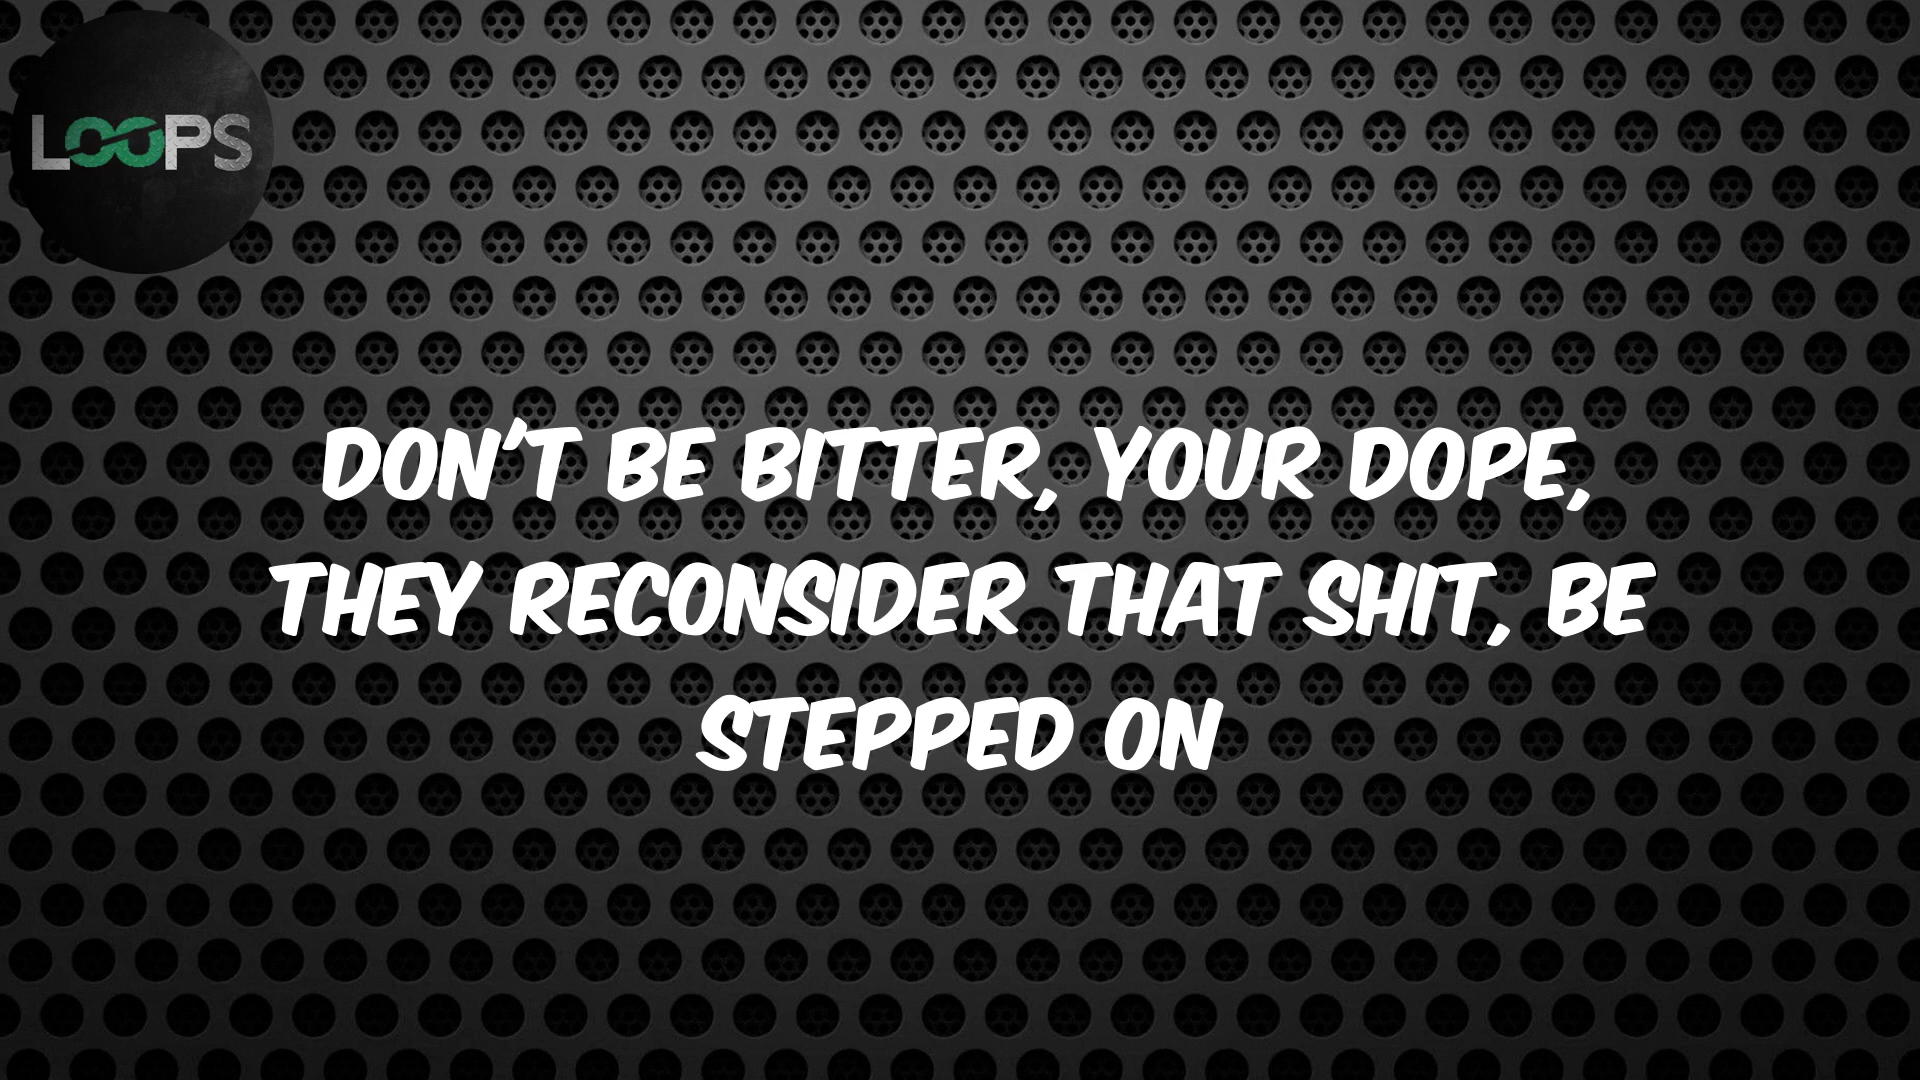 LOOPS
DON'T BE BITTER, YOUR DOPE,
THEY RECONSIDER THAT SHIT, BE
STEPPED ON